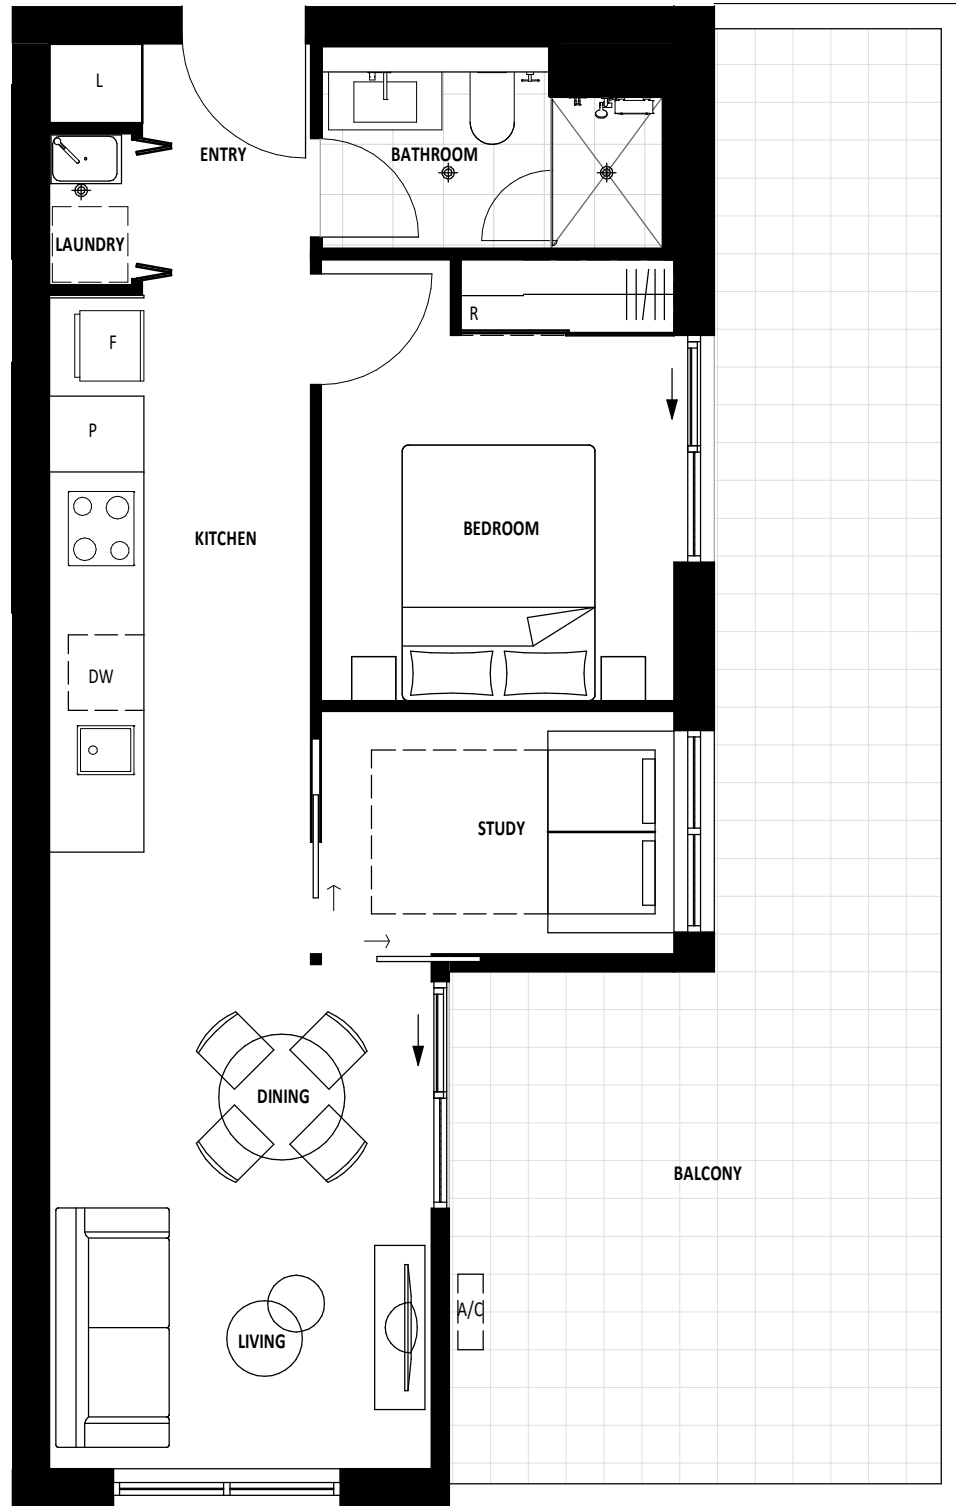 L
ENTRY
BATHROOM
LAUNDRY
R
F
P
KITCHEN
BEDROOM
DW
STUDY
DINING
BALCONY
A/C
LIVING